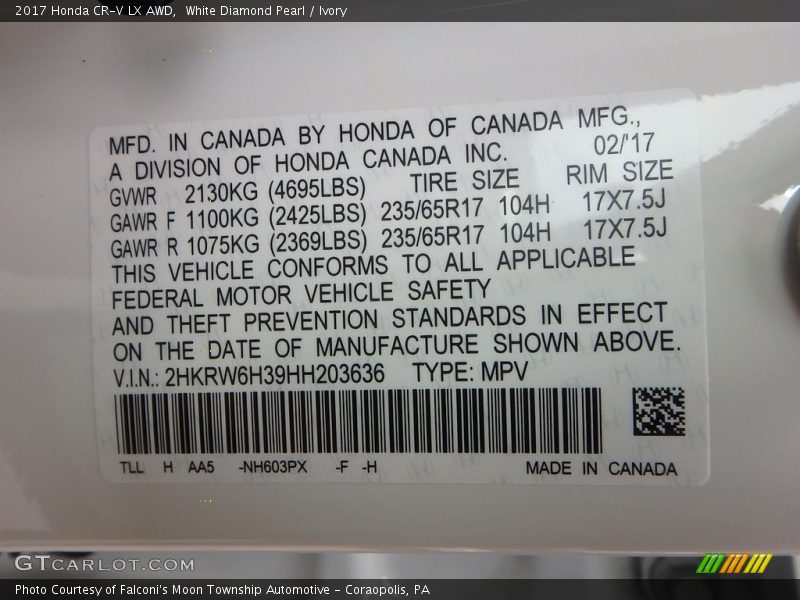 2017 Honda CR-V LX AWD,  White Diamond Pearl / Ivory
MFD. IN CANADA BY HONDA OF CANADA MFG.,
A DIVISION OF HONDA CANADA INC. 02/'17
GVWR 2130KG (4695LBS) TIRE SIZE RIM SIZE
GAWR F 1100KG (2425LBS) 235/65R17 104H 17X7.5J
GAWR R 1075KG (2369LBS) 235/65R17 104H 17X7.5J
THIS VEHICLE CONFORMS TO ALL APPLICABLE
FEDERAL MOTOR VEHICLE SAFETY
AND THEFT PREVENTION STANDARDS IN EFFECT
ON THE DATE OF MANUFACTURE SHOWN ABOVE.
V.I.N.: 2HKRW6H39HH203636 TYPE: MPV
TLL H AA5 -NH603PX -F -H MADE IN CANADA
GTCARLOT.COM
Photo Courtesy of Falconi's Moon Township Automotive - Coraopolis, PA